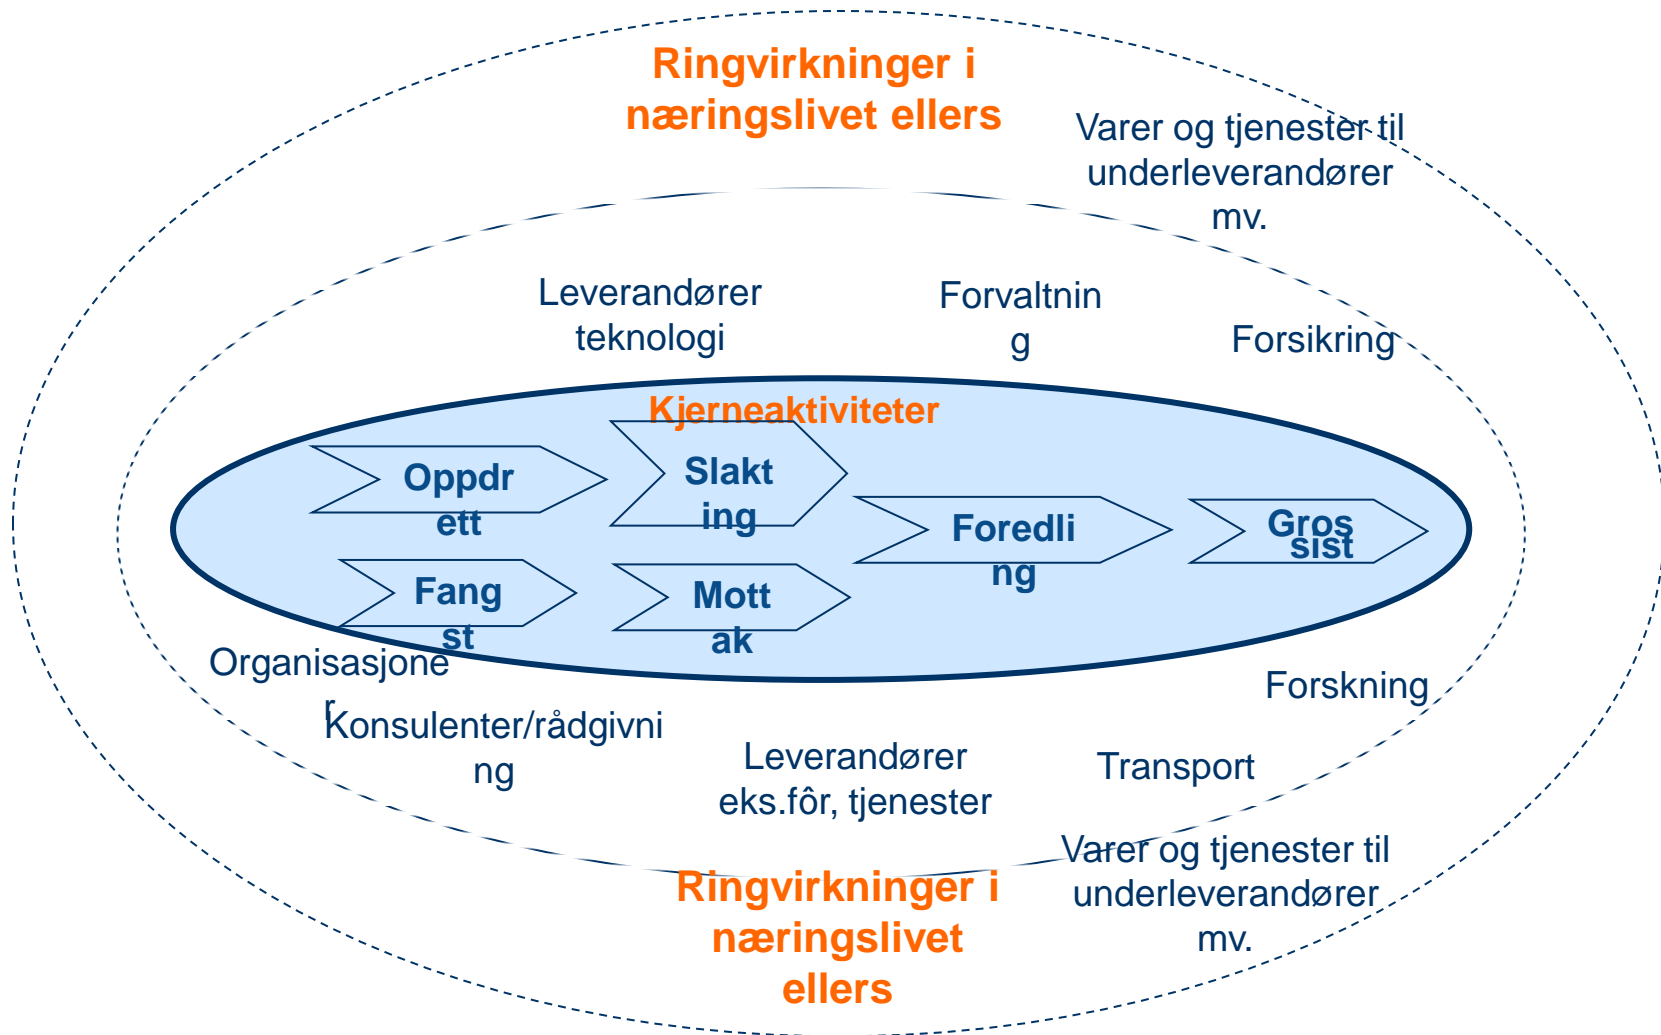 Ringvirkninger i
næringslivet ellers
Varer og tjenester til
underleverandører
mv.
Leverandører
teknologi
Forvaltnin
g
Forsikring
Kjerneaktiviteter
Oppdr
ett
Slakt
ing
Foredli
ng
Gros
sist
Fang
st
Mott
ak
Organisasjone
r
Konsulenter/rådgivni
ng
Leverandører
eks.fôr, tjenester
Transport
Forskning
Varer og tjenester til
underleverandører
mv.
Ringvirkninger i
næringslivet
ellers